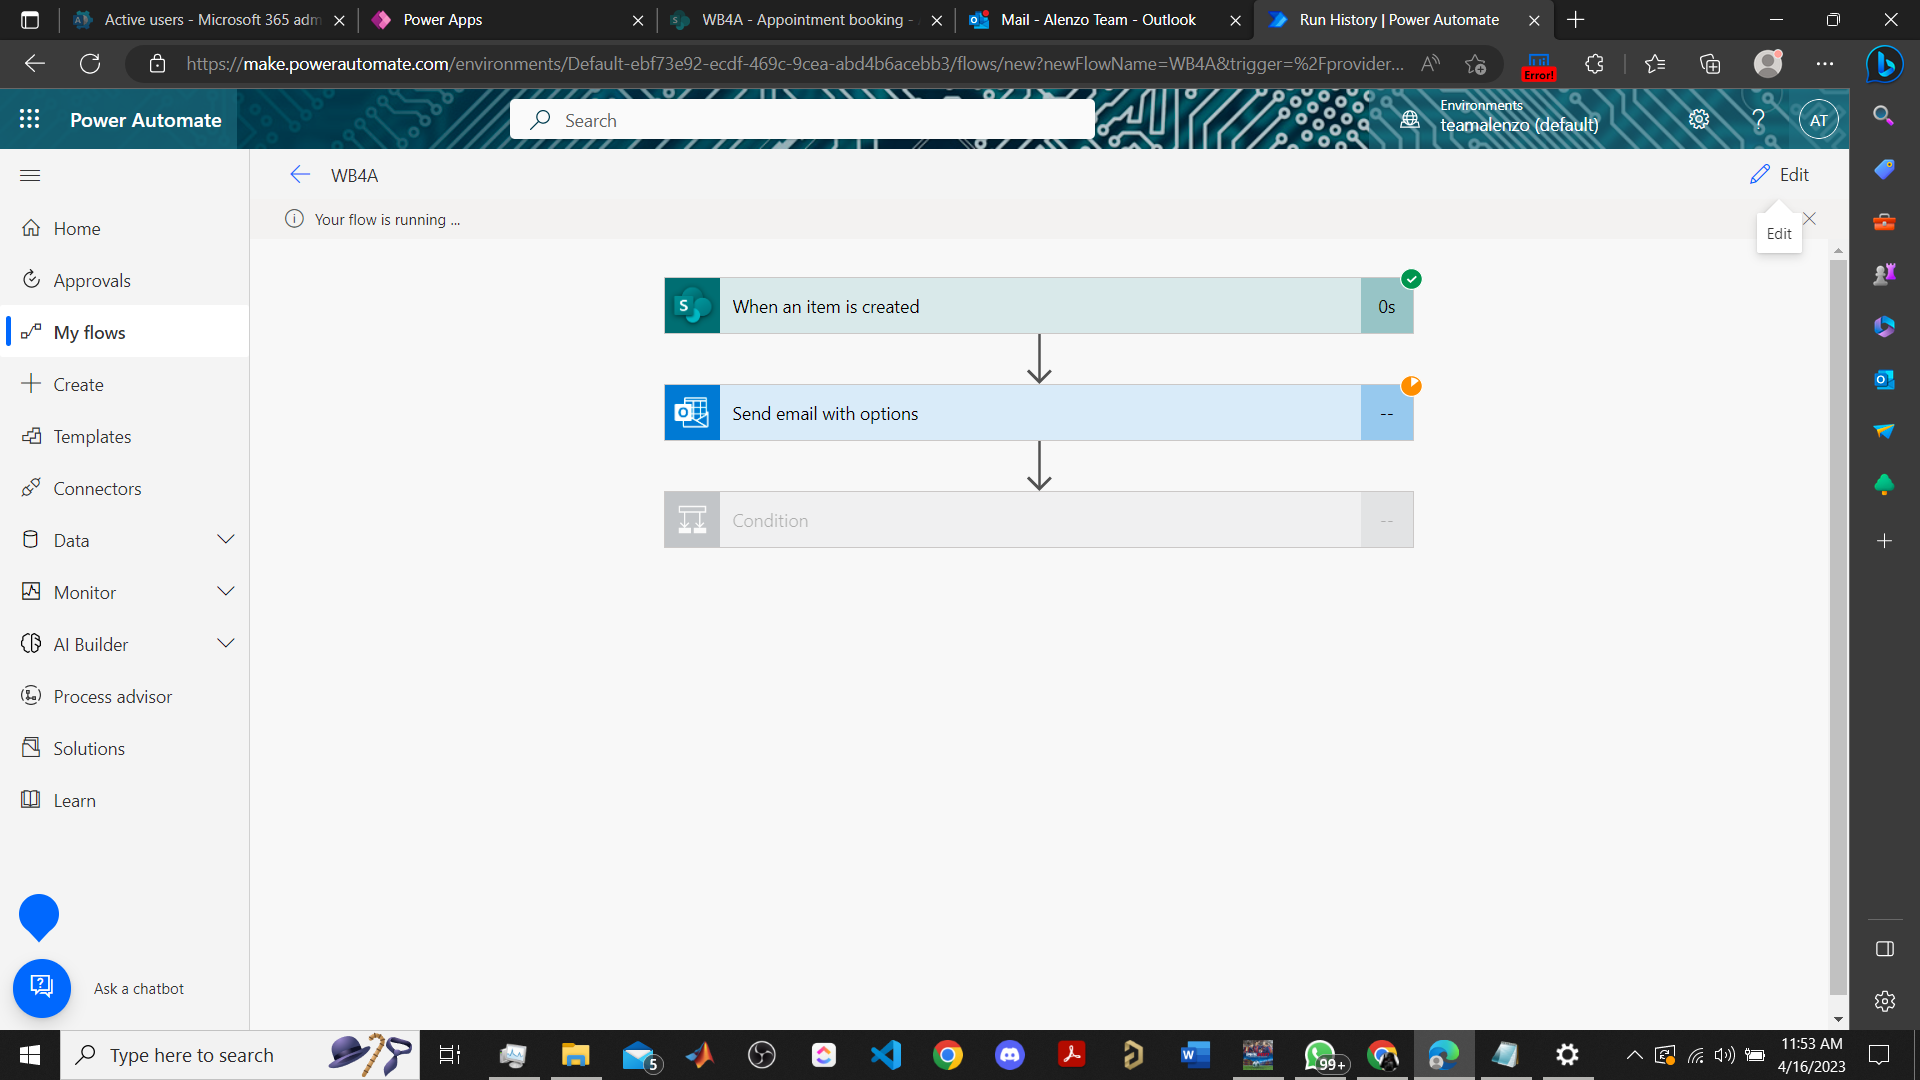 Active users - Microsoft 365 adm
Power Apps
WB4A - Appointment booking -
Mail - Alenzo Team - Outlook
Run History | Power Automate
https://make.powerautomate.com/environments/Default-ebf73e92-ecdf-469c-9cea-abd4b6acebb3/flows/new?newFlowName=WB4A&trigger=%2Fprovider...
Error!
Power Automate
Search
Environments
teamalenzo (default)
AT
WB4A
Edit
Your flow is running ...
Edit
Home
Approvals
My flows
Create
Templates
Connectors
Data
Monitor
AI Builder
Process advisor
Solutions
Learn
Ask a chatbot
When an item is created
0s
Send email with options
--
Condition
--
Type here to search
5
99+
11:53 AM
4/16/2023